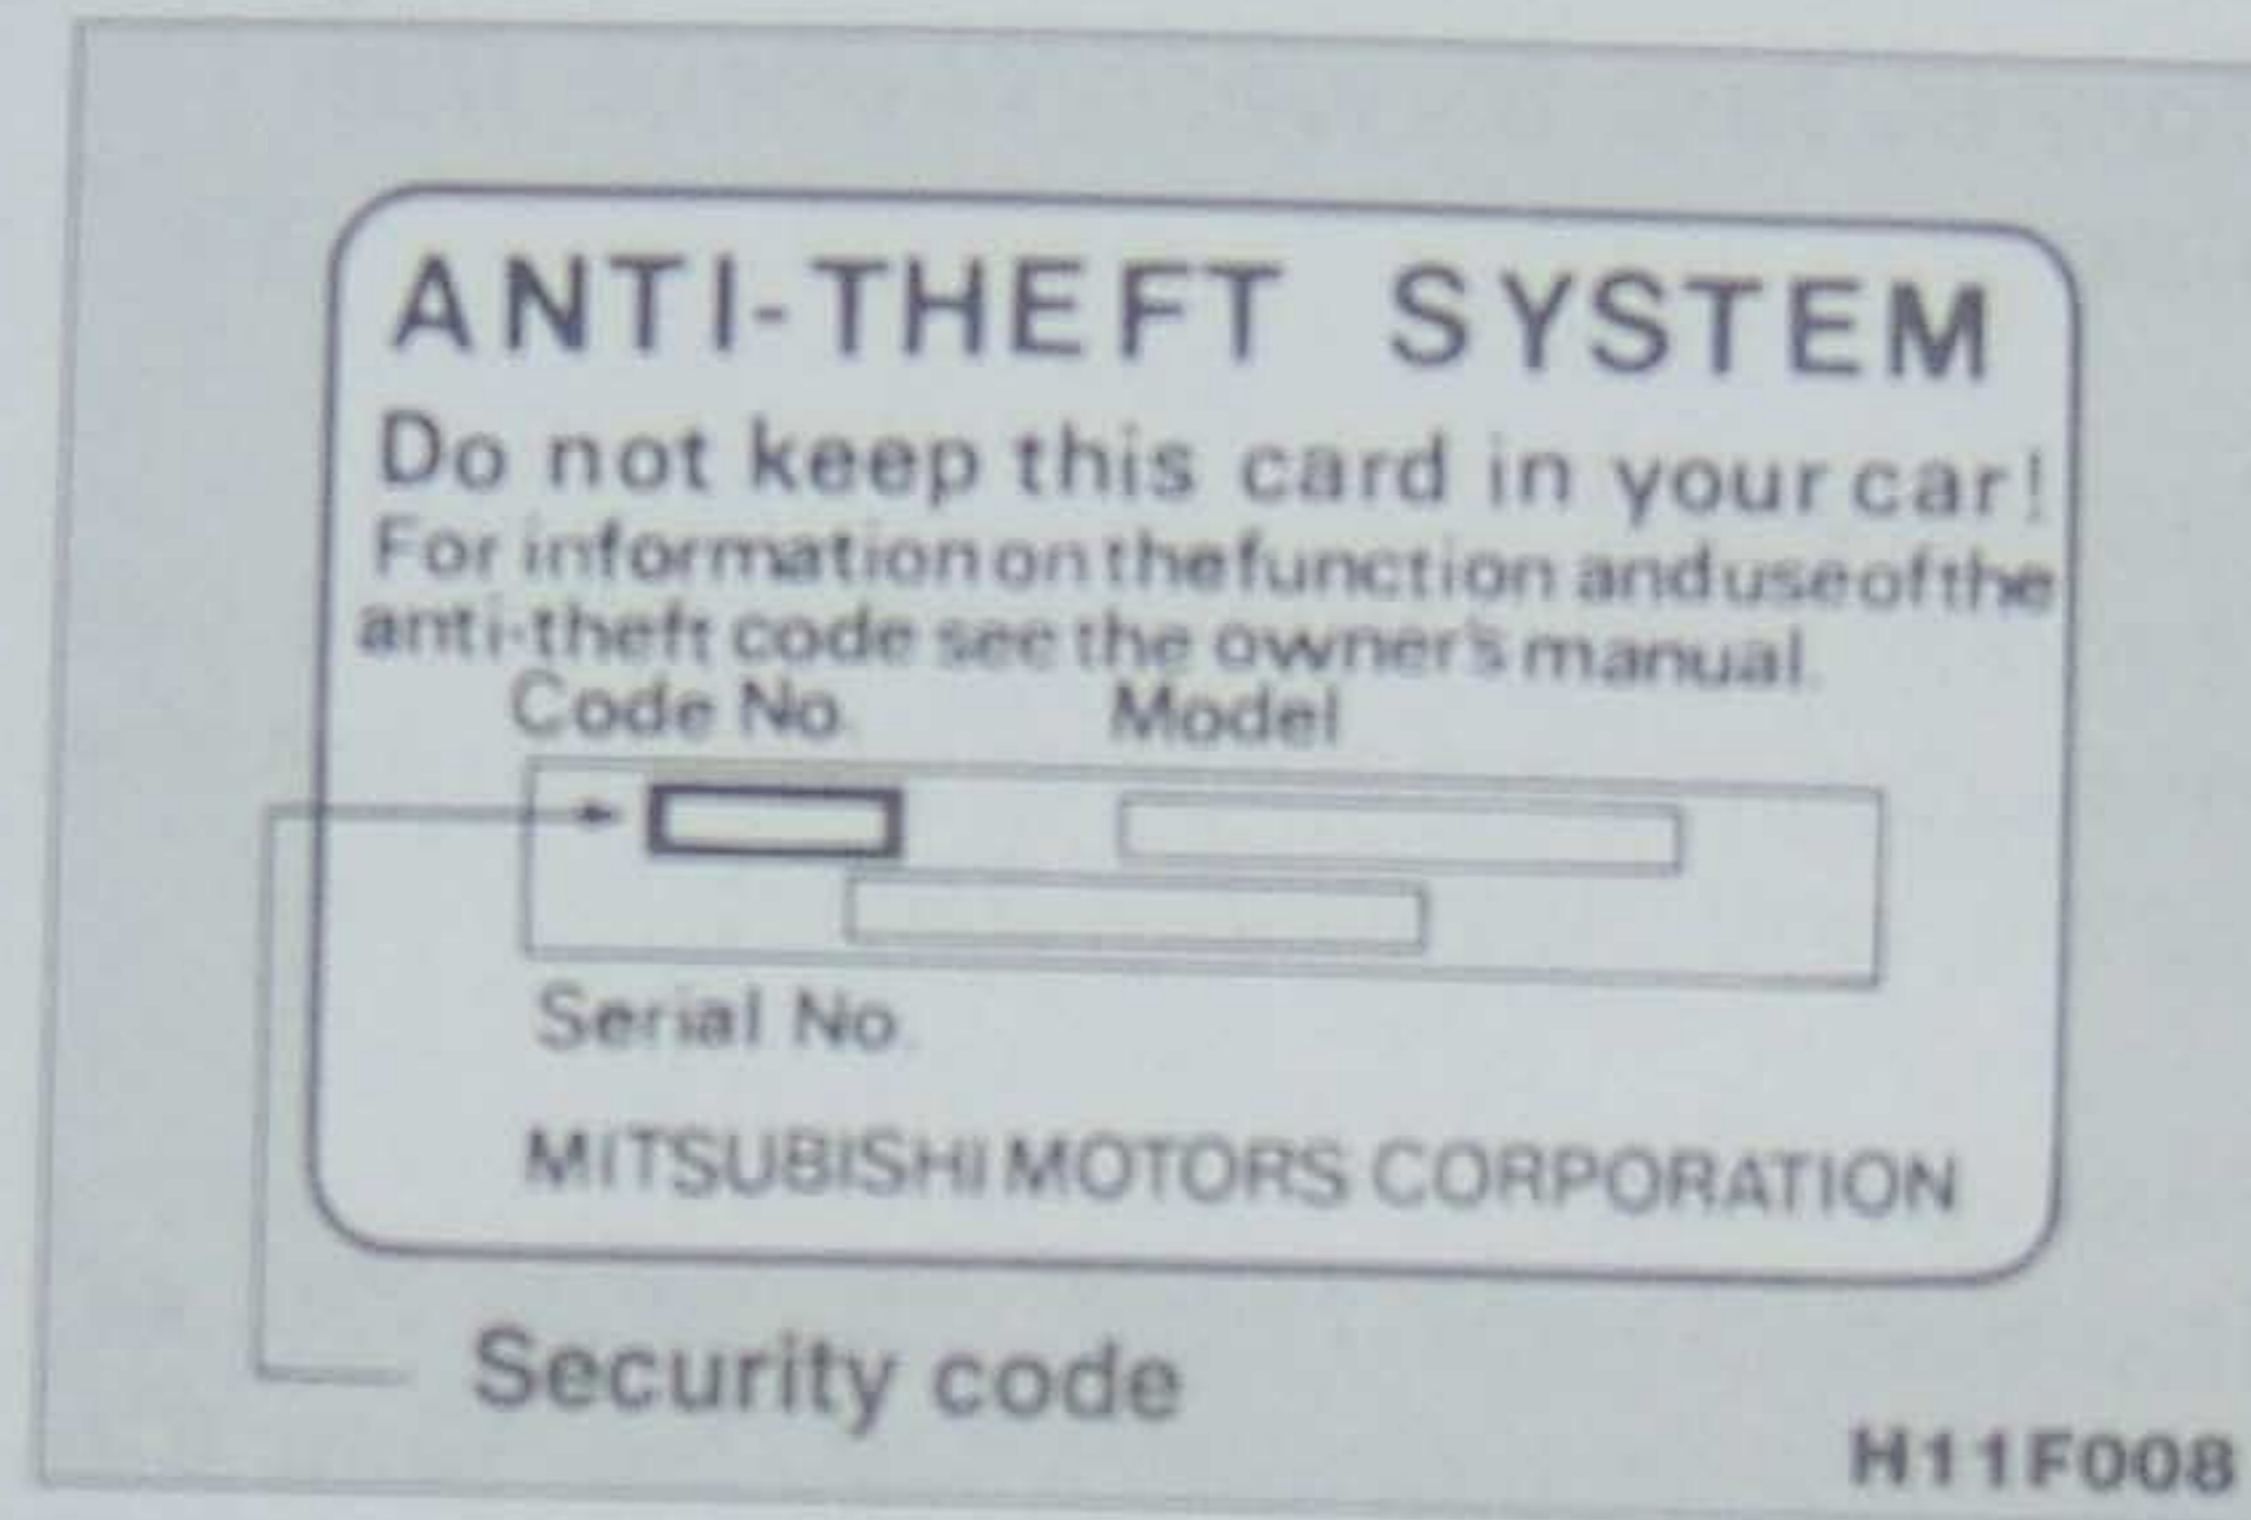 ANTI-THEFT SYSTEM
Do not keep this card in your car!
For information on the function and use of the
anti-theft code see the owner's manual.
Code No. Model
Serial No.
MITSUBISHI MOTORS CORPORATION
Security code
H11F008